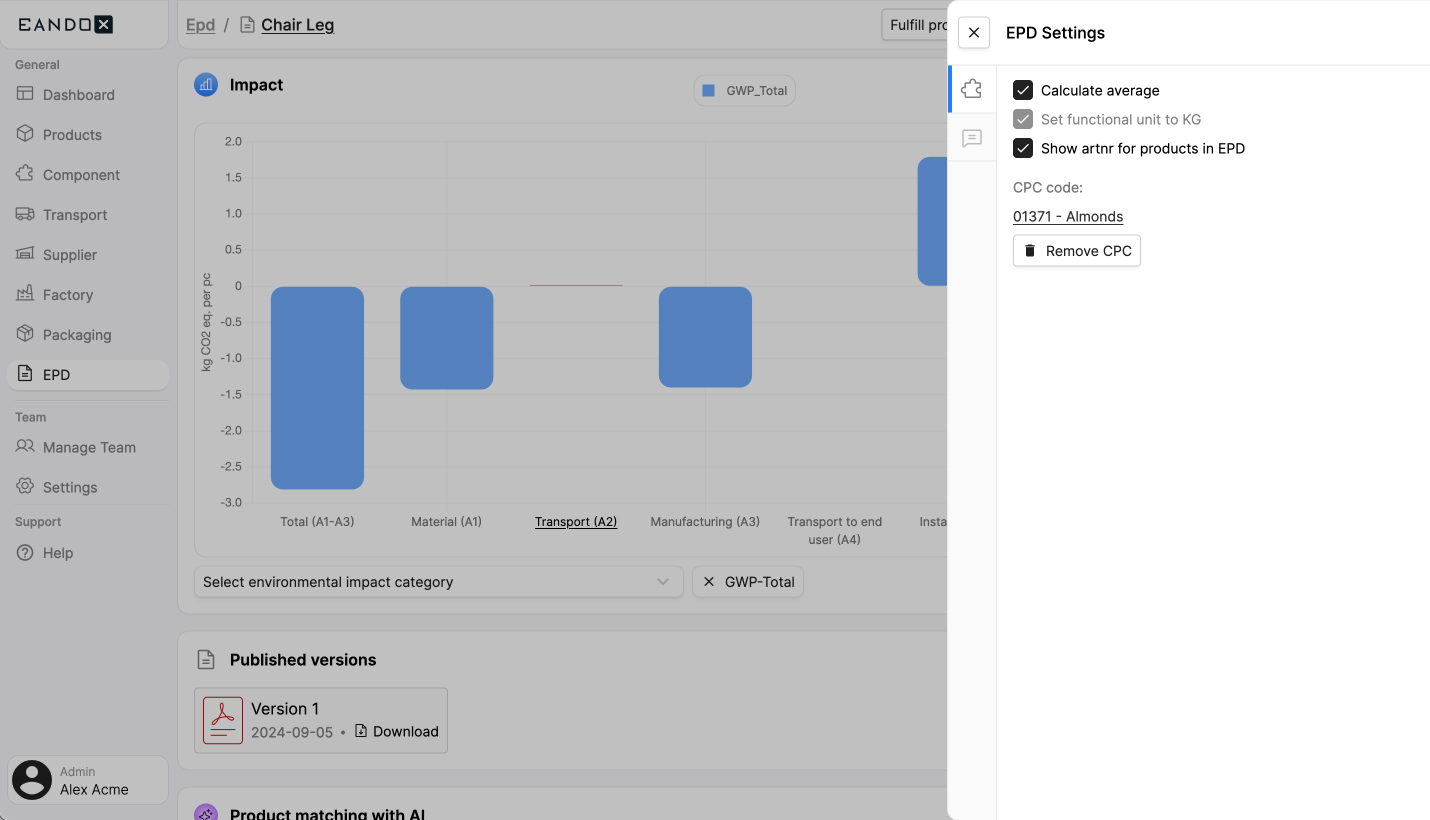 EANDOX
General
Dashboard
Products
Component
Transport
Supplier
Factory
Packaging
EPD
Team
Manage Team
Settings
Support
Help
Admin
Alex Acme
Epd / Chair Leg
Fulfill pro
Impact
GWP_Total
2.0
1.5
1.0
0.5
0
-0.5
-1.0
-1.5
-2.0
-2.5
-3.0
kg CO2 eq. per pc
Total (A1-A3)
Material (A1)
Transport (A2)
Manufacturing (A3)
Transport to end
user (A4)
Insta
Select environmental impact category
GWP-Total
Published versions
Version 1
2024-09-05 • Download
Product matching with AI
EPD Settings
Calculate average
Set functional unit to KG
Show artnr for products in EPD
CPC code:
01371 - Almonds
Remove CPC